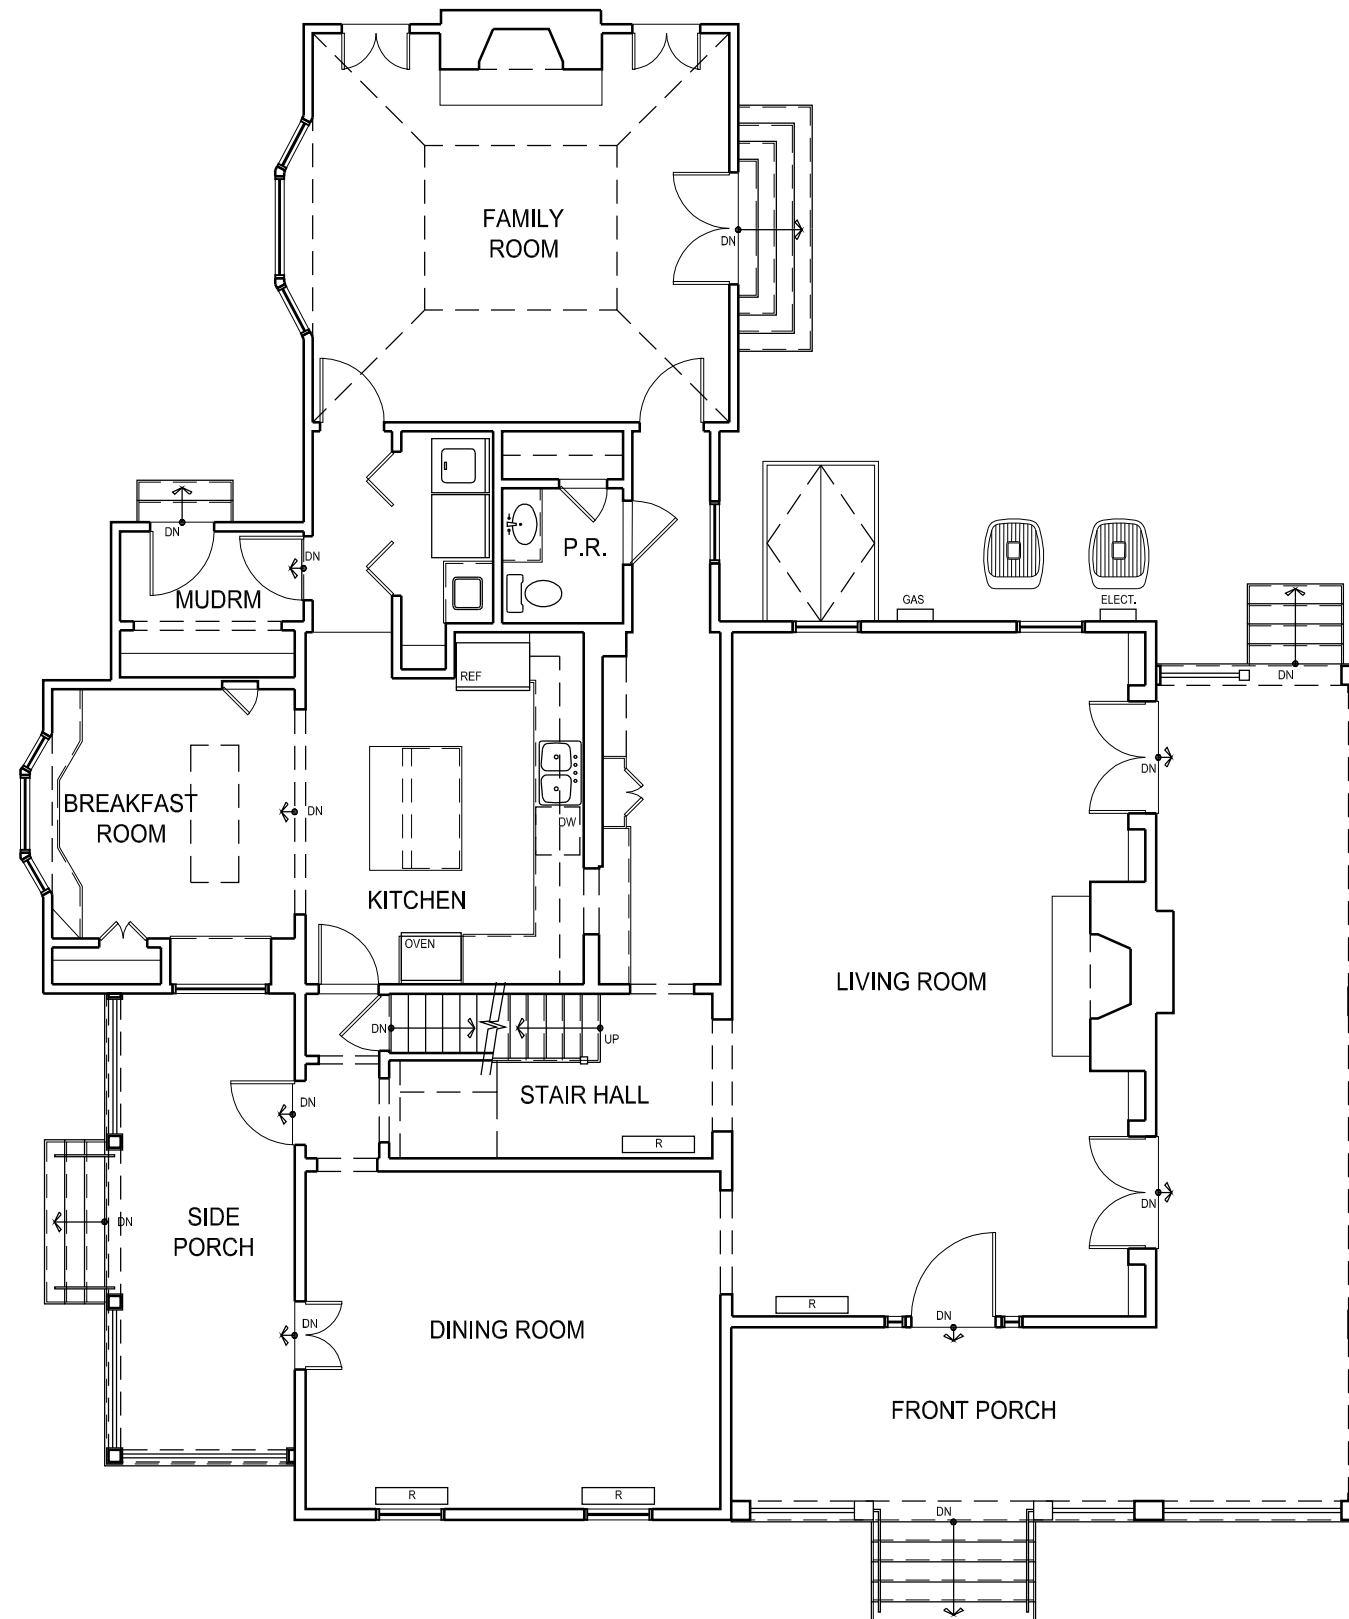 FAMILY
ROOM
DN
DN
DN
MUDRM
P.R.
GAS
ELECT.
REF
DN
DN
BREAKFAST
ROOM
DN
DW
KITCHEN
OVEN
LIVING ROOM
DN
UP
STAIR HALL
DN
R
DN
SIDE
PORCH
DN
R
DN
DINING ROOM
DN
FRONT PORCH
R
R
DN